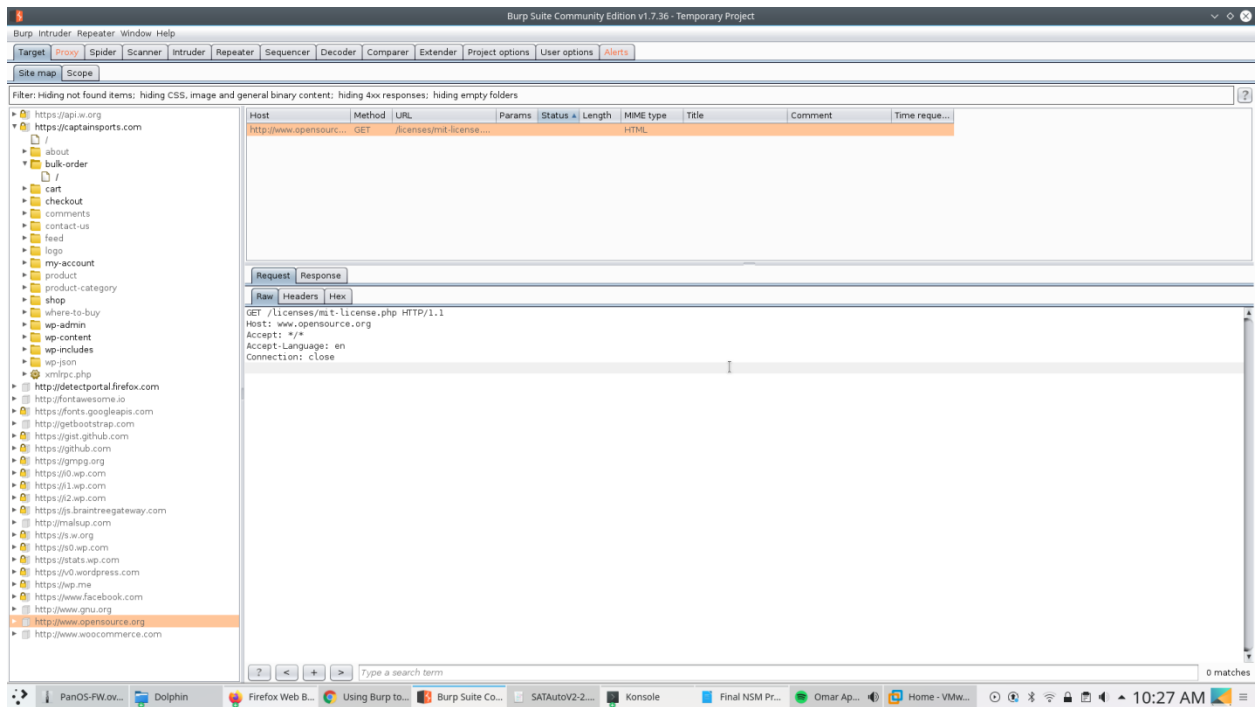 Burp Suite Community Edition v1.7.36 - Temporary Project
Burp Intruder Repeater Window Help
Target Proxy Spider Scanner Intruder Repeater Sequencer Decoder Comparer Extender Project options User options Alerts
Site map Scope
Filter: Hiding not found items; hiding CSS, image and general binary content; hiding 4xx responses; hiding empty folders ?
https://api.w.org
https://captainsports.com
/
about
bulk-order
/
cart
checkout
comments
contact-us
feed
logo
my-account
product
product-category
shop
where-to-buy
wp-admin
wp-content
wp-includes
wp-json
xmlrpc.php
http://detectportal.firefox.com
http://fontawesome.io
https://fonts.googleapis.com
http://getbootstrap.com
https://gist.github.com
https://github.com
https://gmpg.org
https://i0.wp.com
https://i1.wp.com
https://i2.wp.com
https://js.braintreegateway.com
http://malsup.com
https://s.w.org
https://s0.wp.com
https://stats.wp.com
https://v0.wordpress.com
https://wp.me
https://www.facebook.com
http://www.gnu.org
http://www.opensource.org
http://www.woocommerce.com
Host Method URL Params Status Length MIME type Title Comment Time reque...
http://www.opensourc... GET /licenses/mit-license.... HTML
Request Response
Raw Headers Hex
GET /licenses/mit-license.php HTTP/1.1
Host: www.opensource.org
Accept: */*
Accept-Language: en
Connection: close
? < + > Type a search term 0 matches
PanOS-FW.ov... Dolphin Firefox Web B... Using Burp to... Burp Suite Co... SATAutoV2-2.... Konsole Final NSM Pr... Omar Ap... Home - VMw... 10:27 AM